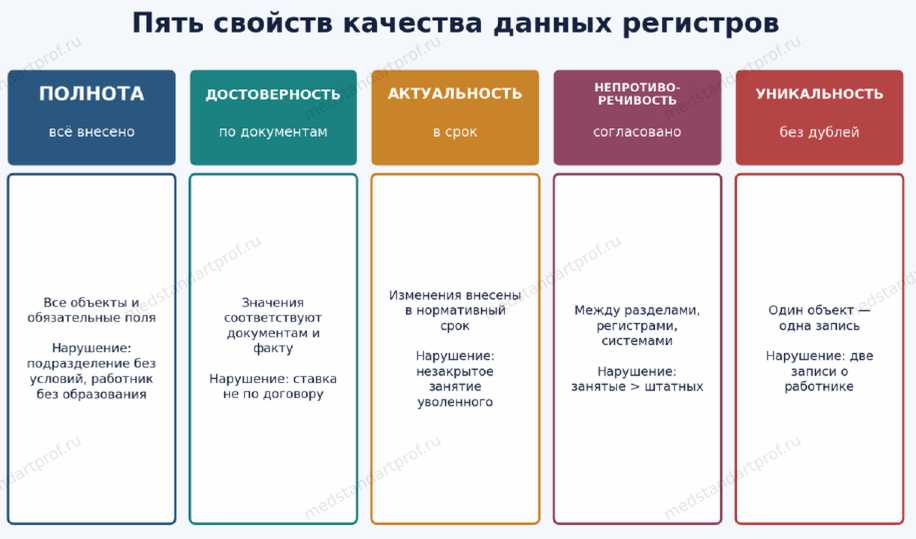 Пять свойств качества данных регистров
ПОЛНОТА
всё внесено
ДОСТОВЕРНОСТЬ
по документам
АКТУАЛЬНОСТЬ
в срок
НЕПРОТИВО-
РЕЧИВОСТЬ
согласовано
УНИКАЛЬНОСТЬ
без дублей
Все объекты и
обязательные поля
Нарушение:
подразделение без
условий, работник
без образования
Значения
соответствуют
документам и
факту
Нарушение: ставка
не по договору
Изменения внесены
в нормативный
срок
Нарушение:
незакрытое
занятие
уволенного
Между разделами,
регистрами,
системами
Нарушение:
занятые > штатных
Один объект —
одна запись
Нарушение: две
записи о
работнике
medstandartprof.ru